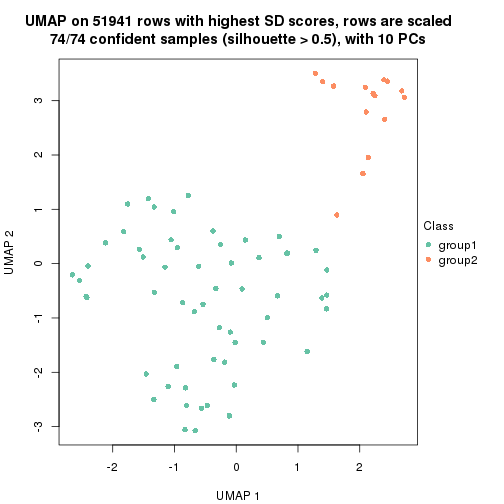 UMAP on 51941 rows with highest SD scores, rows are scaled
74/74 confident samples (silhouette > 0.5), with 10 PCs
3
2
1
0
-1
-2
-3
UMAP 2
-2
-1
0
1
2
UMAP 1
Class
group1
group2